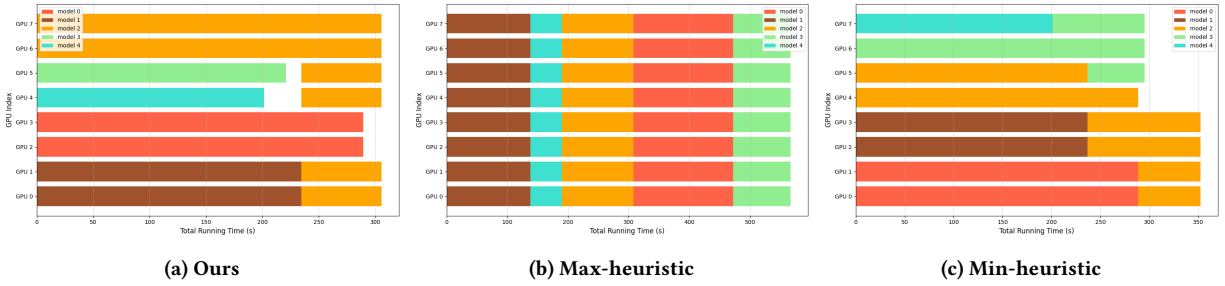 GPU Index
GPU 7
GPU 6
GPU 5
GPU 4
GPU 3
GPU 2
GPU 1
GPU 0
model 0
model 1
model 2
model 3
model 4
0 50 100 150 200 250 300
Total Running Time (s)
(a) Ours
GPU Index
GPU 7
GPU 6
GPU 5
GPU 4
GPU 3
GPU 2
GPU 1
GPU 0
model 0
model 1
model 2
model 3
model 4
0 100 200 300 400 500
Total Running Time (s)
(b) Max-heuristic
GPU Index
GPU 7
GPU 6
GPU 5
GPU 4
GPU 3
GPU 2
GPU 1
GPU 0
model 0
model 1
model 2
model 3
model 4
0 50 100 150 200 250 300 350
Total Running Time (s)
(c) Min-heuristic